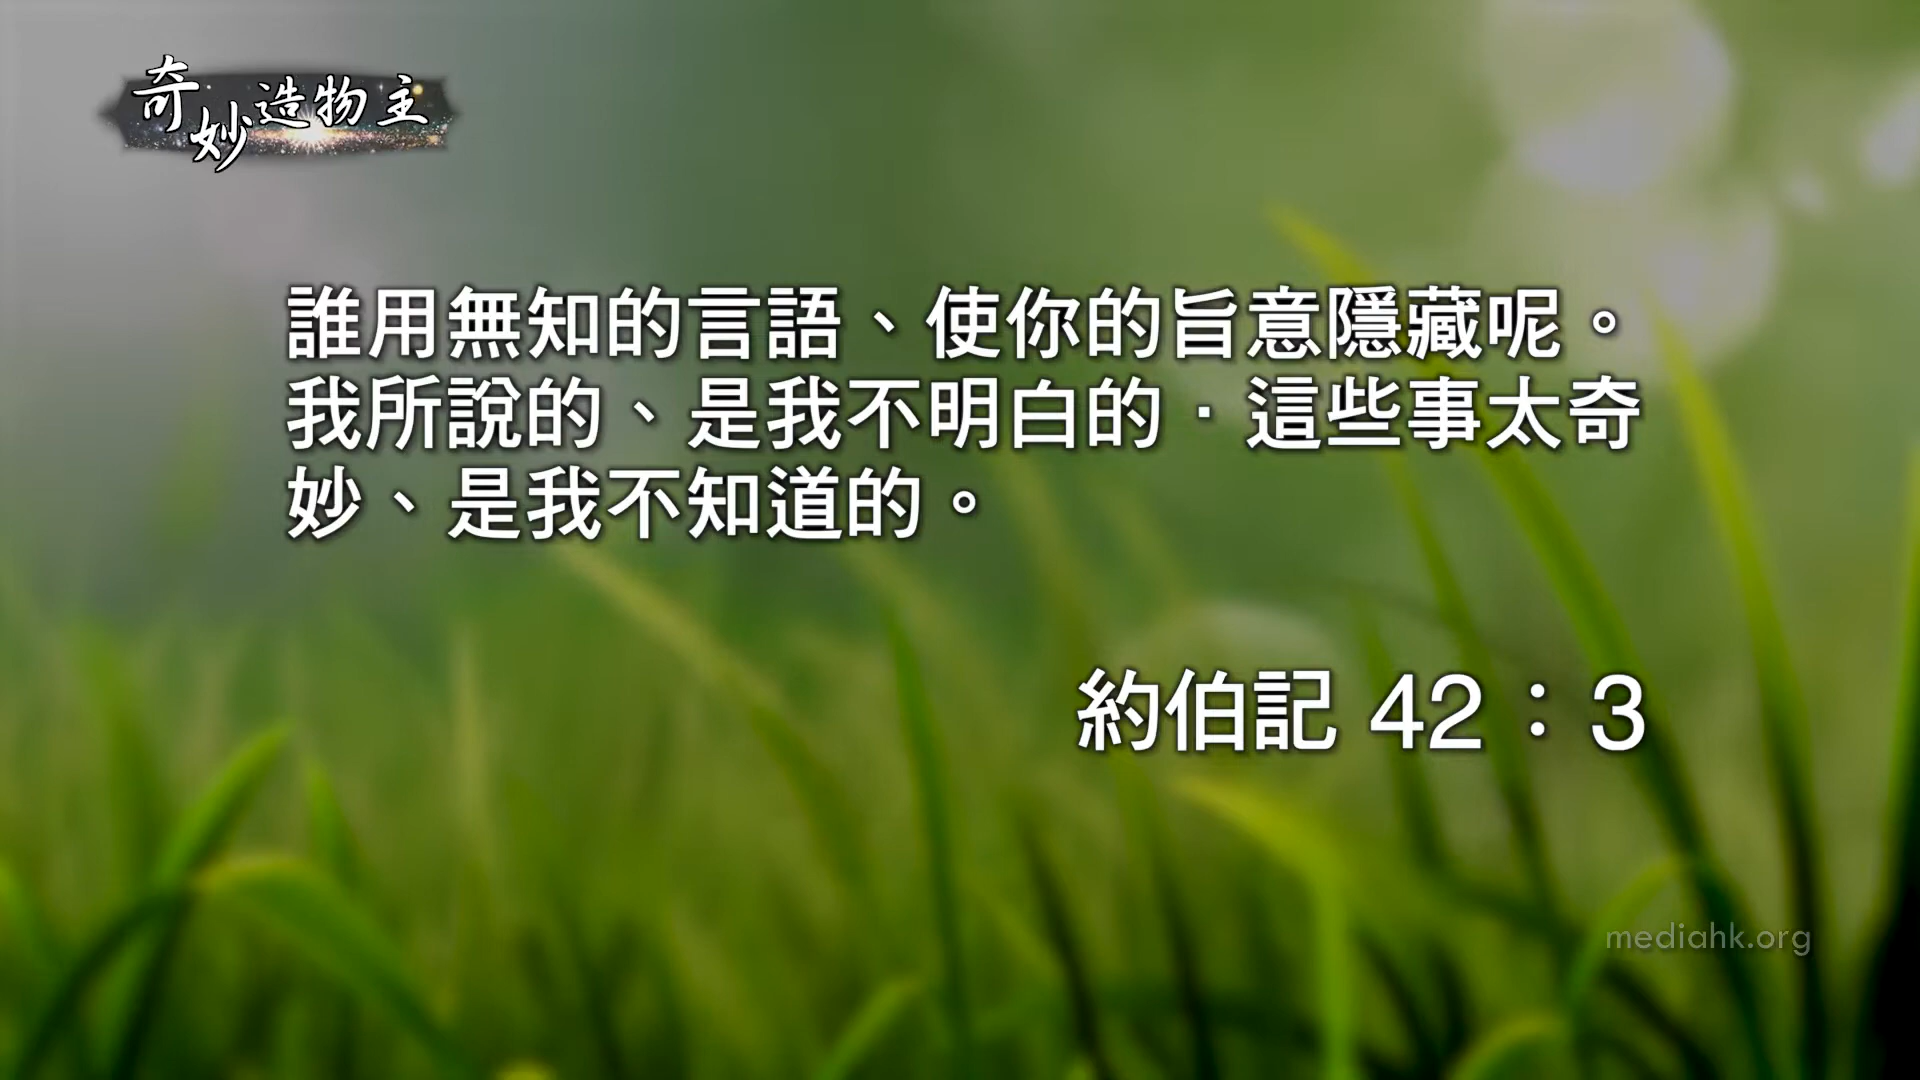 奇妙造物主
誰用無知的言語、使你的旨意隱藏呢。
我所說的、是我不明白的．這些事太奇
妙、是我不知道的。
約伯記 42：3
mediahk.org